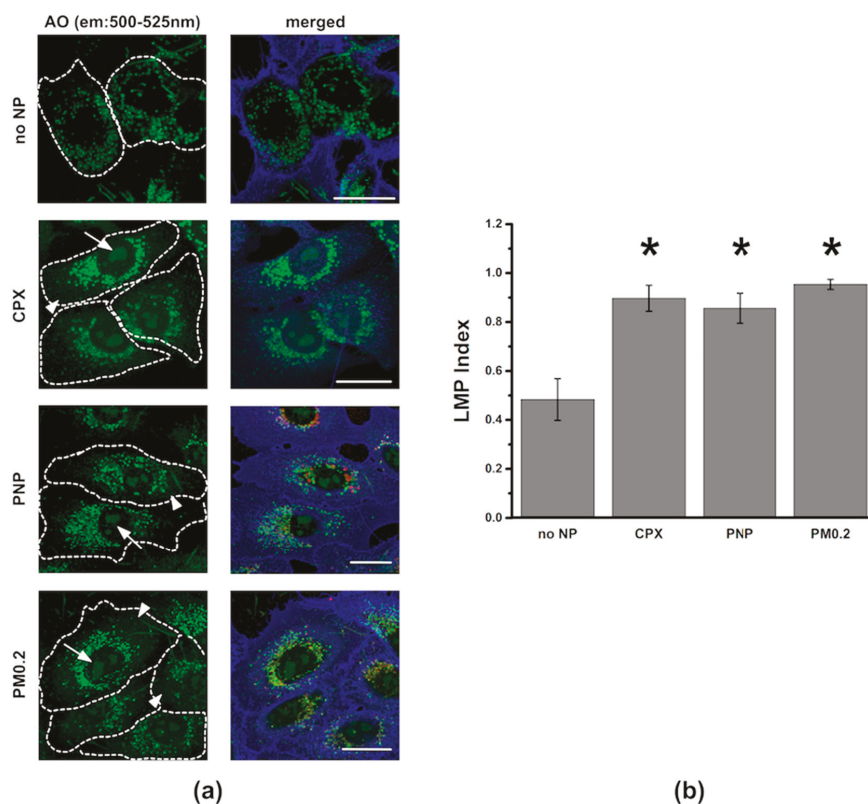 AO (em:500-525nm) merged
no NP
CPX
PNP
PM0.2
(a)
LMP Index
1.2
1.0
0.8
0.6
0.4
0.2
0.0
* * *
no NP CPX PNP PM0.2
(b)